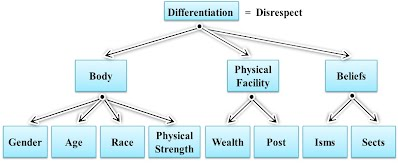 Differentiation = Disrespect
Body
Physical
Facility
Beliefs
Gender
Age
Race
Physical
Strength
Wealth
Post
Isms
Sects